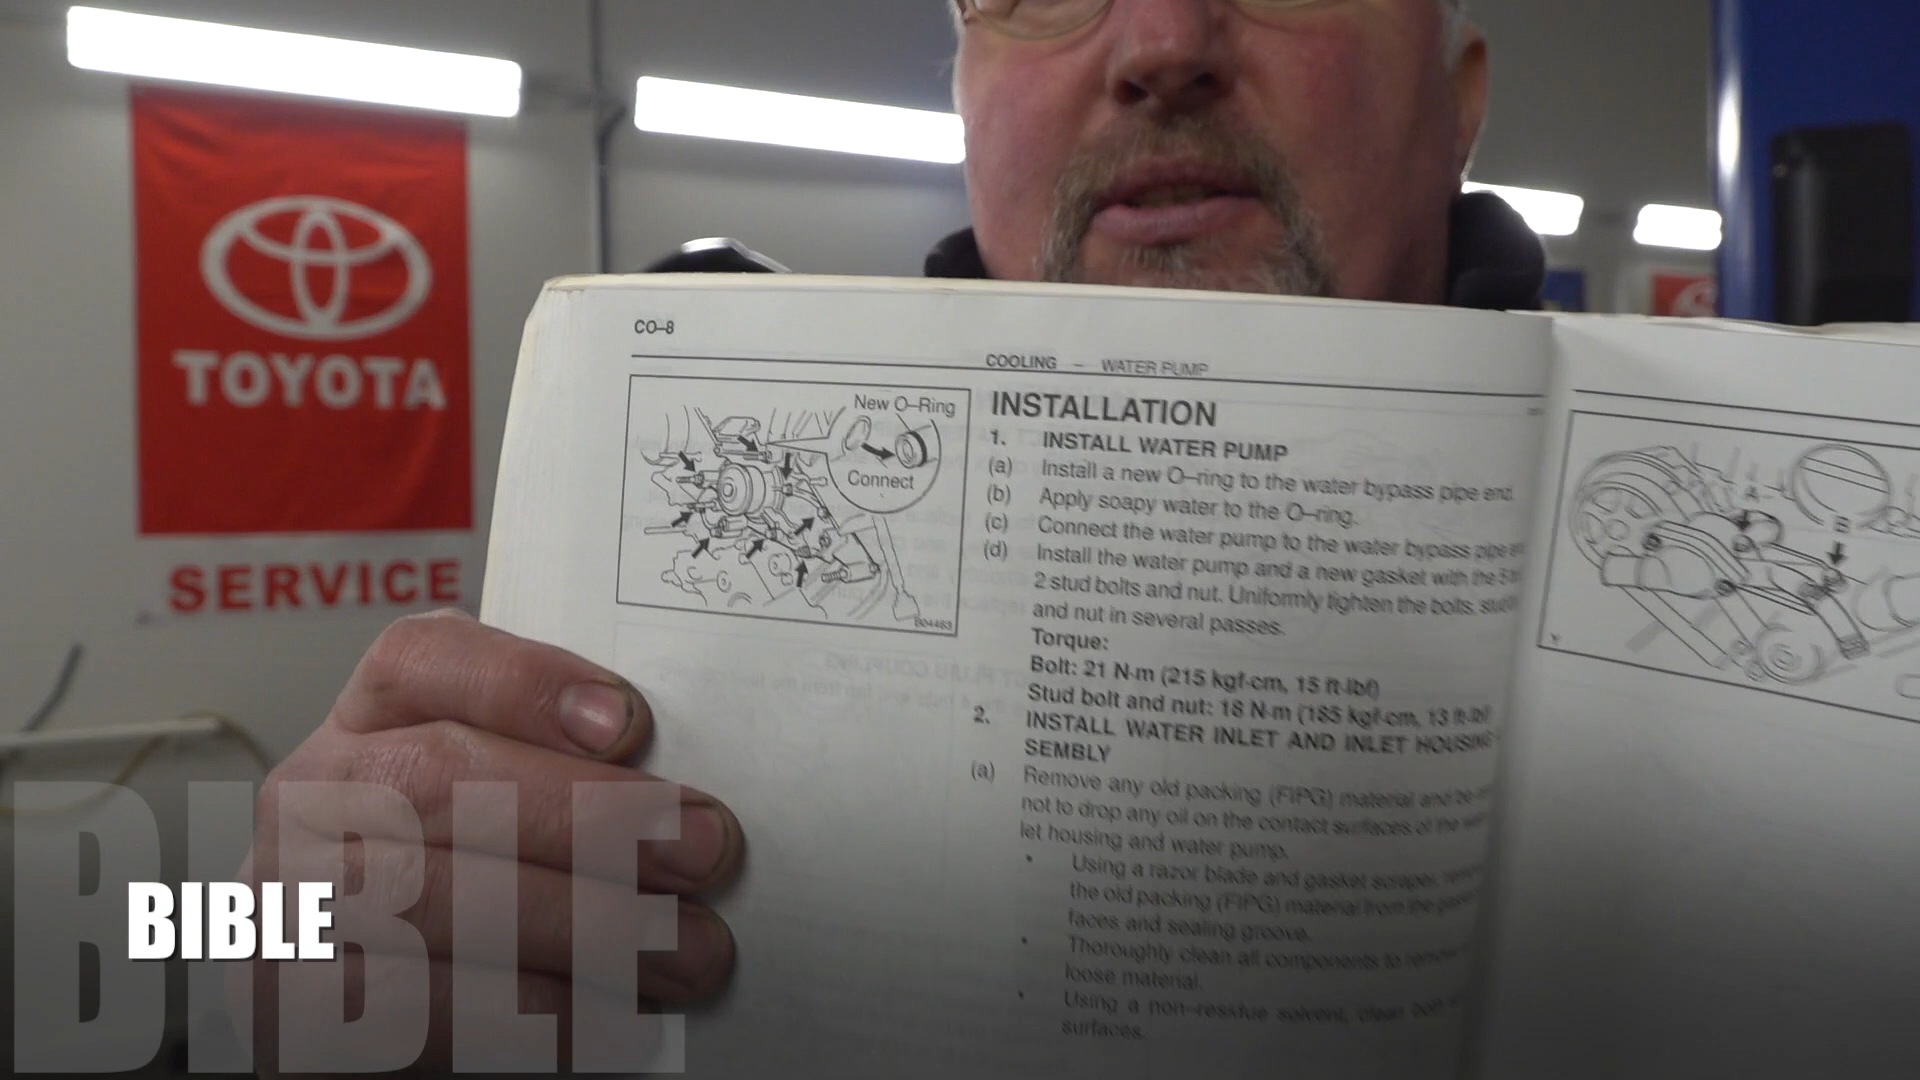 TOYOTA
SERVICE
CO–8
COOLING – WATER PUMP
New O–Ring
Connect
B04463
INSTALLATION
1. INSTALL WATER PUMP
(a) Install a new O–ring to the water bypass pipe end.
(b) Apply soapy water to the O–ring.
(c) Connect the water pump to the water bypass pipe
(d) Install the water pump and a new gasket with the 5
2 stud bolts and nut. Uniformly tighten the bolts, stud
and nut in several passes.
Torque:
Bolt: 21 N·m (215 kgf·cm, 15 ft·lbf)
Stud bolt and nut: 18 N·m (185 kgf·cm, 13 ft·lbf
2. INSTALL WATER INLET AND INLET HOUSING
SEMBLY
(a) Remove any old packing (FIPG) material and be
not to drop any oil on the contact surfaces of the
let housing and water pump.
• Using a razor blade and gasket scraper,
the old packing (FIPG) material from the
faces and sealing groove.
• Thoroughly clean all components to
loose material.
• Using a non–residue solvent, clean
surfaces.
A
B
BIBLE
BIBLE